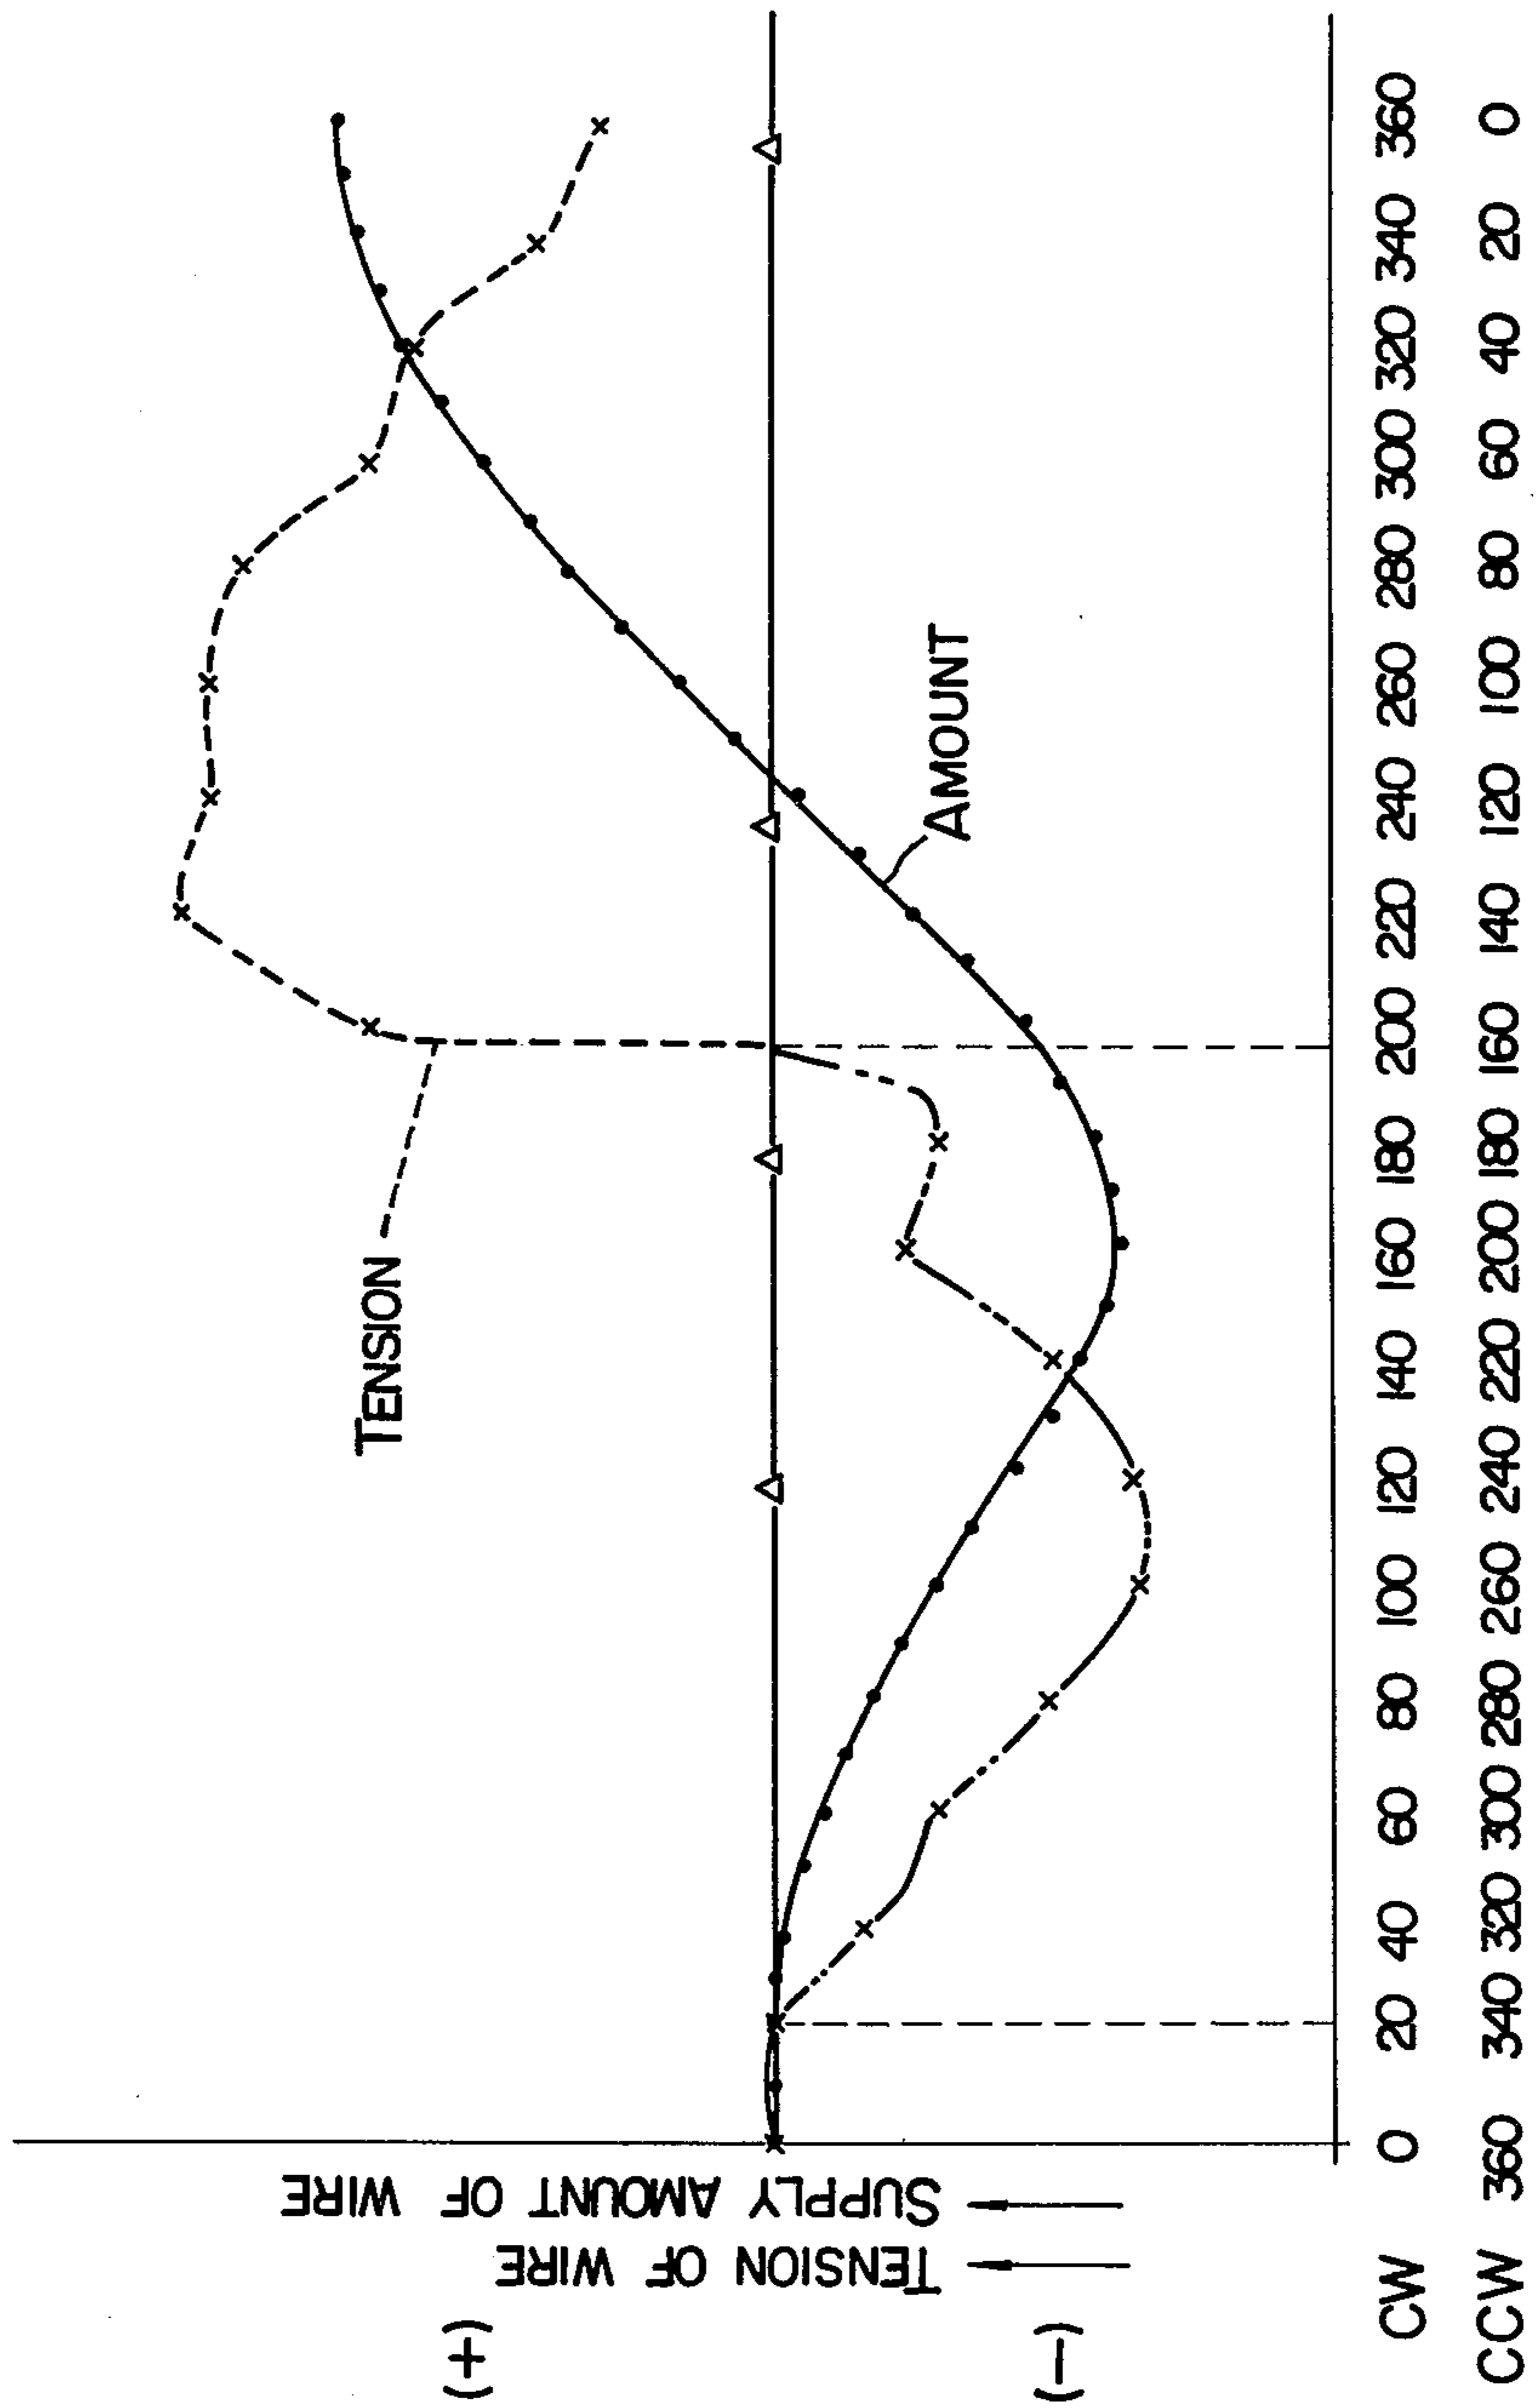 (+)
(−)
TENSION OF WIRE
SUPPLY AMOUNT OF WIRE
TENSION
AMOUNT
CW 0 20 40 60 80 100 120 140 160 180 200 220 240 260 280 300 320 340 360
CCW 360 340 320 300 280 260 240 220 200 180 160 140 120 100 80 60 40 20 0